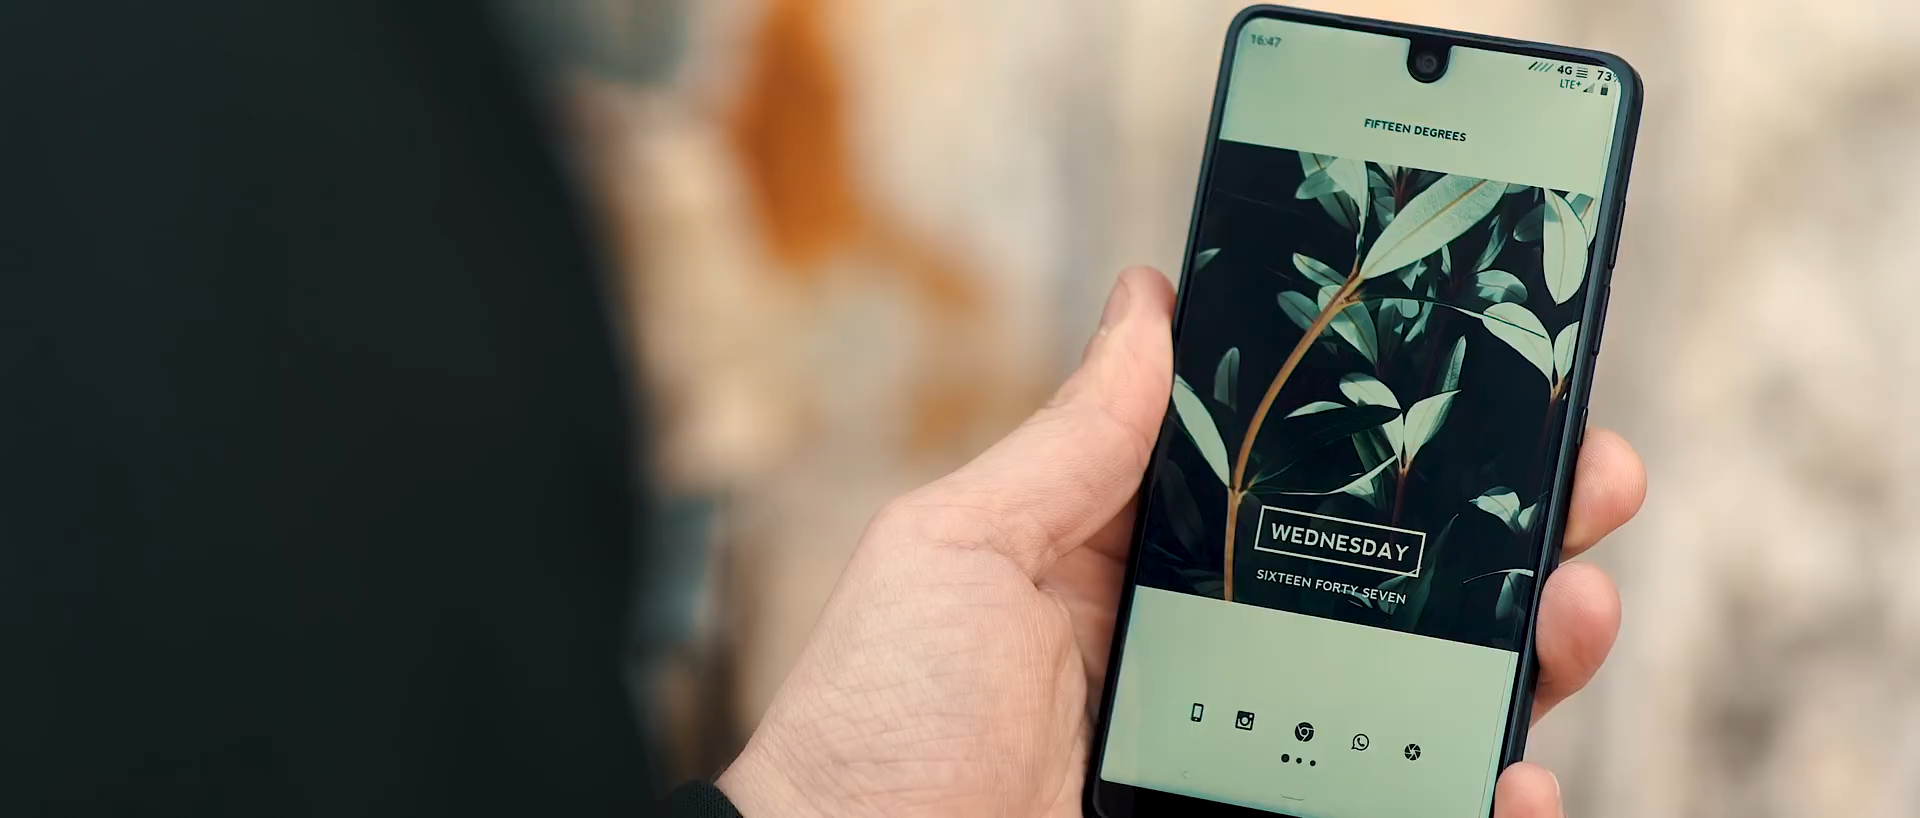 16:47
4G 73%
LTE+
FIFTEEN DEGREES
WEDNESDAY
SIXTEEN FORTY SEVEN